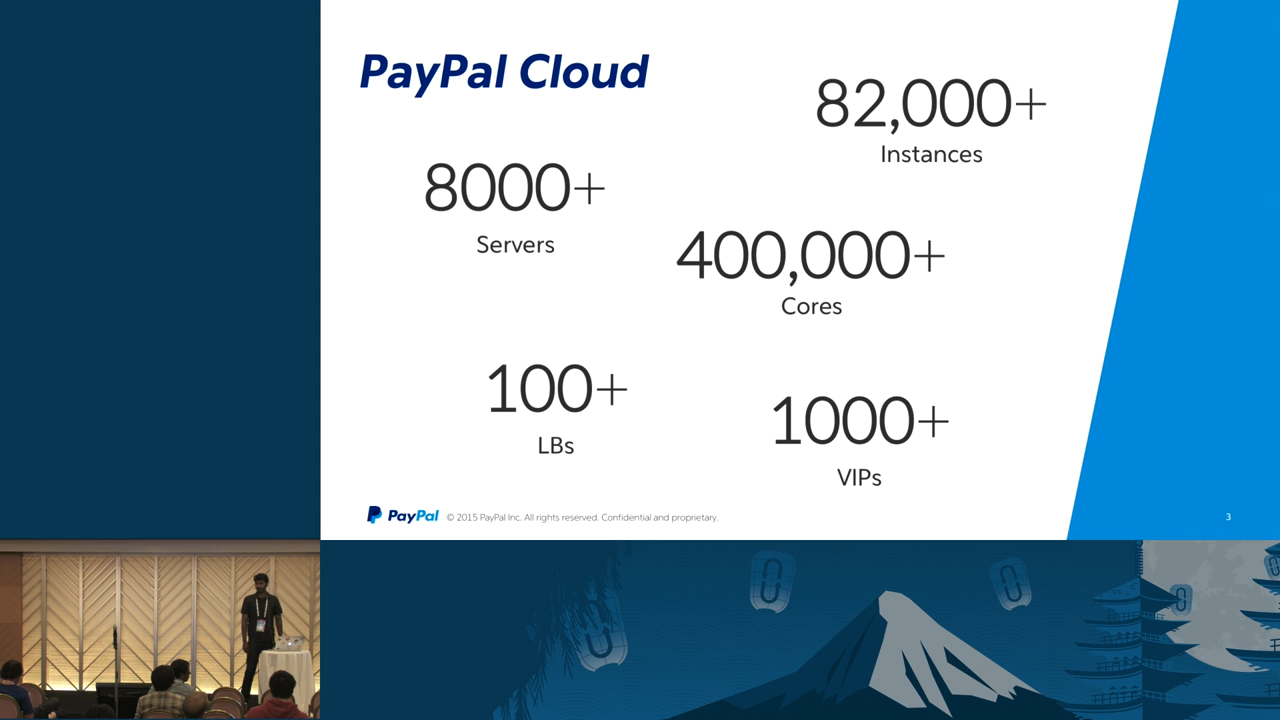 PayPal Cloud
82,000+
Instances
8000+
Servers
400,000+
Cores
100+
LBs
1000+
VIPs
PayPal © 2015 PayPal Inc. All rights reserved. Confidential and proprietary.
3